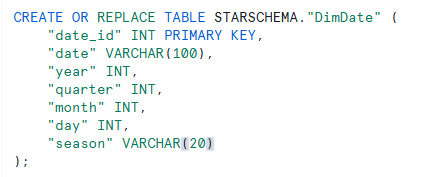 CREATE OR REPLACE TABLE STARSCHEMA."DimDate" (
    "date_id" INT PRIMARY KEY,
    "date" VARCHAR(100),
    "year" INT,
    "quarter" INT,
    "month" INT,
    "day" INT,
    "season" VARCHAR(20)
);